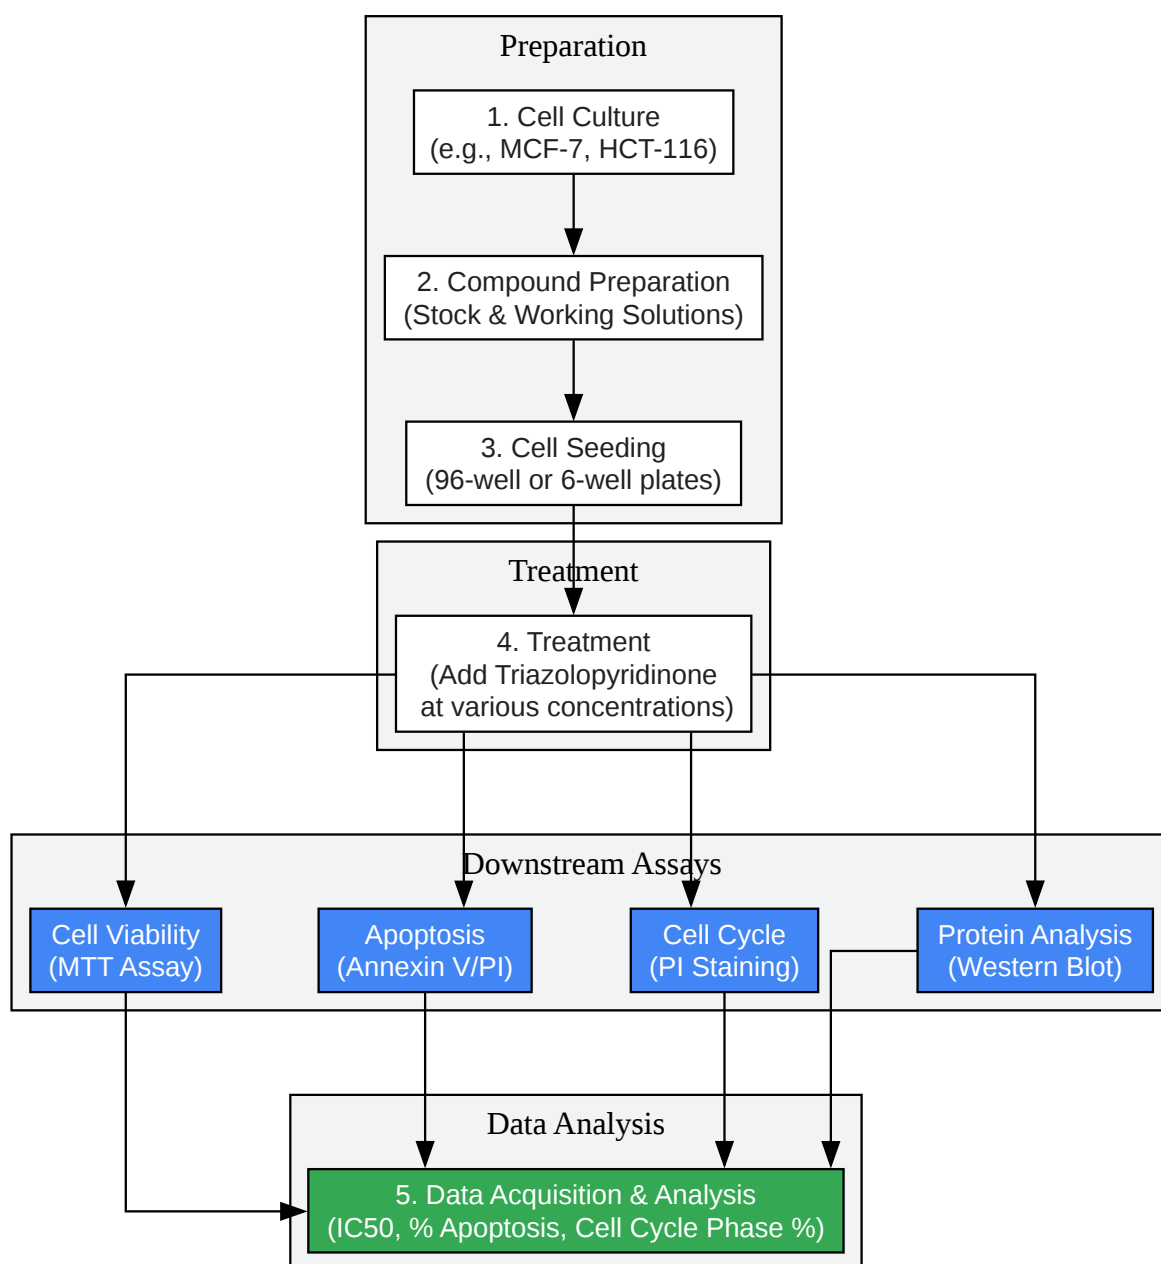 Preparation
1. Cell Culture
(e.g., MCF-7, HCT-116)
2. Compound Preparation
(Stock & Working Solutions)
3. Cell Seeding
(96-well or 6-well plates)
Treatment
4. Treatment
(Add Triazolopyridinone
at various concentrations)
Downstream Assays
Cell Viability
(MTT Assay)
Apoptosis
(Annexin V/PI)
Cell Cycle
(PI Staining)
Protein Analysis
(Western Blot)
Data Analysis
5. Data Acquisition & Analysis
(IC50, % Apoptosis, Cell Cycle Phase %)